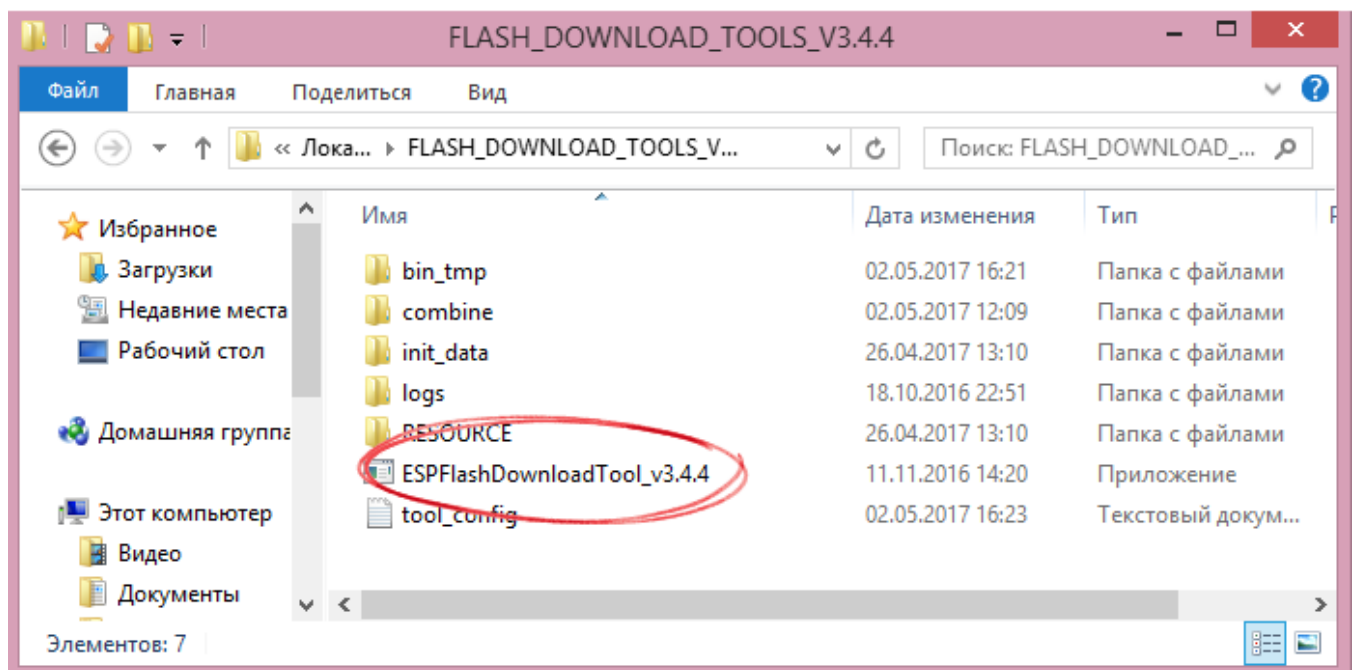 FLASH_DOWNLOAD_TOOLS_V3.4.4
Файл Главная Поделиться Вид
« Лока... FLASH_DOWNLOAD_TOOLS_V... Поиск: FLASH_DOWNLOAD_...
Имя Дата изменения Тип
Избранное
Загрузки
Недавние места
Рабочий стол
Домашняя группа
Этот компьютер
Видео
Документы
bin_tmp 02.05.2017 16:21 Папка с файлами
combine 02.05.2017 12:09 Папка с файлами
init_data 26.04.2017 13:10 Папка с файлами
logs 18.10.2016 22:51 Папка с файлами
RESOURCE 26.04.2017 13:10 Папка с файлами
ESPFlashDownloadTool_v3.4.4 11.11.2016 14:20 Приложение
tool_config 02.05.2017 16:23 Текстовый докум...
Элементов: 7